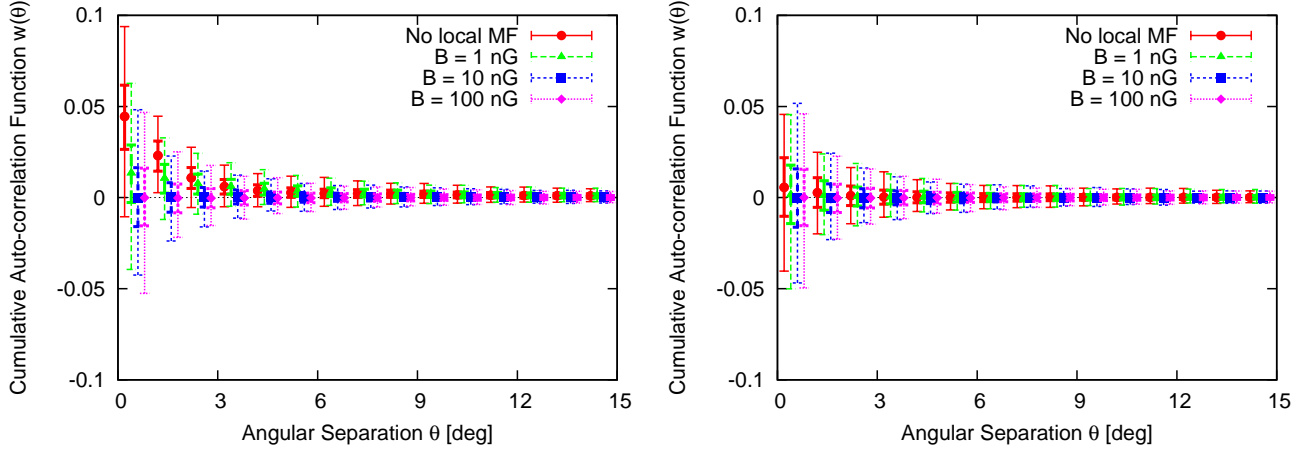 Cumulative Auto-correlation Function w(θ)
0.1
0.05
0
-0.05
-0.1
No local MF
B = 1 nG
B = 10 nG
B = 100 nG
0 3 6 9 12 15
Angular Separation θ [deg]
Cumulative Auto-correlation Function w(θ)
0.1
0.05
0
-0.05
-0.1
No local MF
B = 1 nG
B = 10 nG
B = 100 nG
0 3 6 9 12 15
Angular Separation θ [deg]